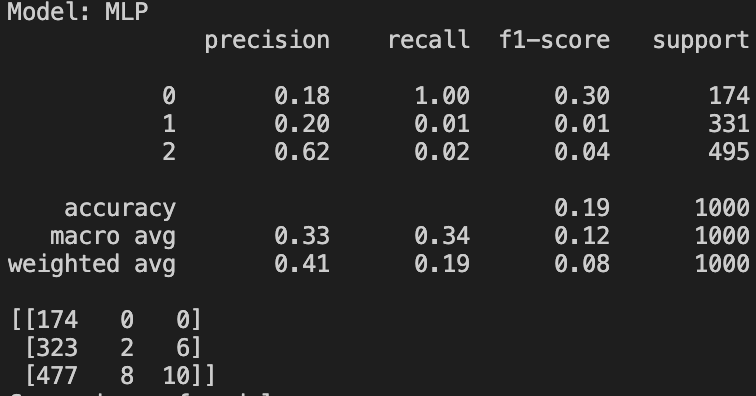 Model: MLP
precision recall f1-score support
0 0.18 1.00 0.30 174
1 0.20 0.01 0.01 331
2 0.62 0.02 0.04 495
accuracy 0.19 1000
macro avg 0.33 0.34 0.12 1000
weighted avg 0.41 0.19 0.08 1000
[[174 0 0]
[323 2 6]
[477 8 10]]